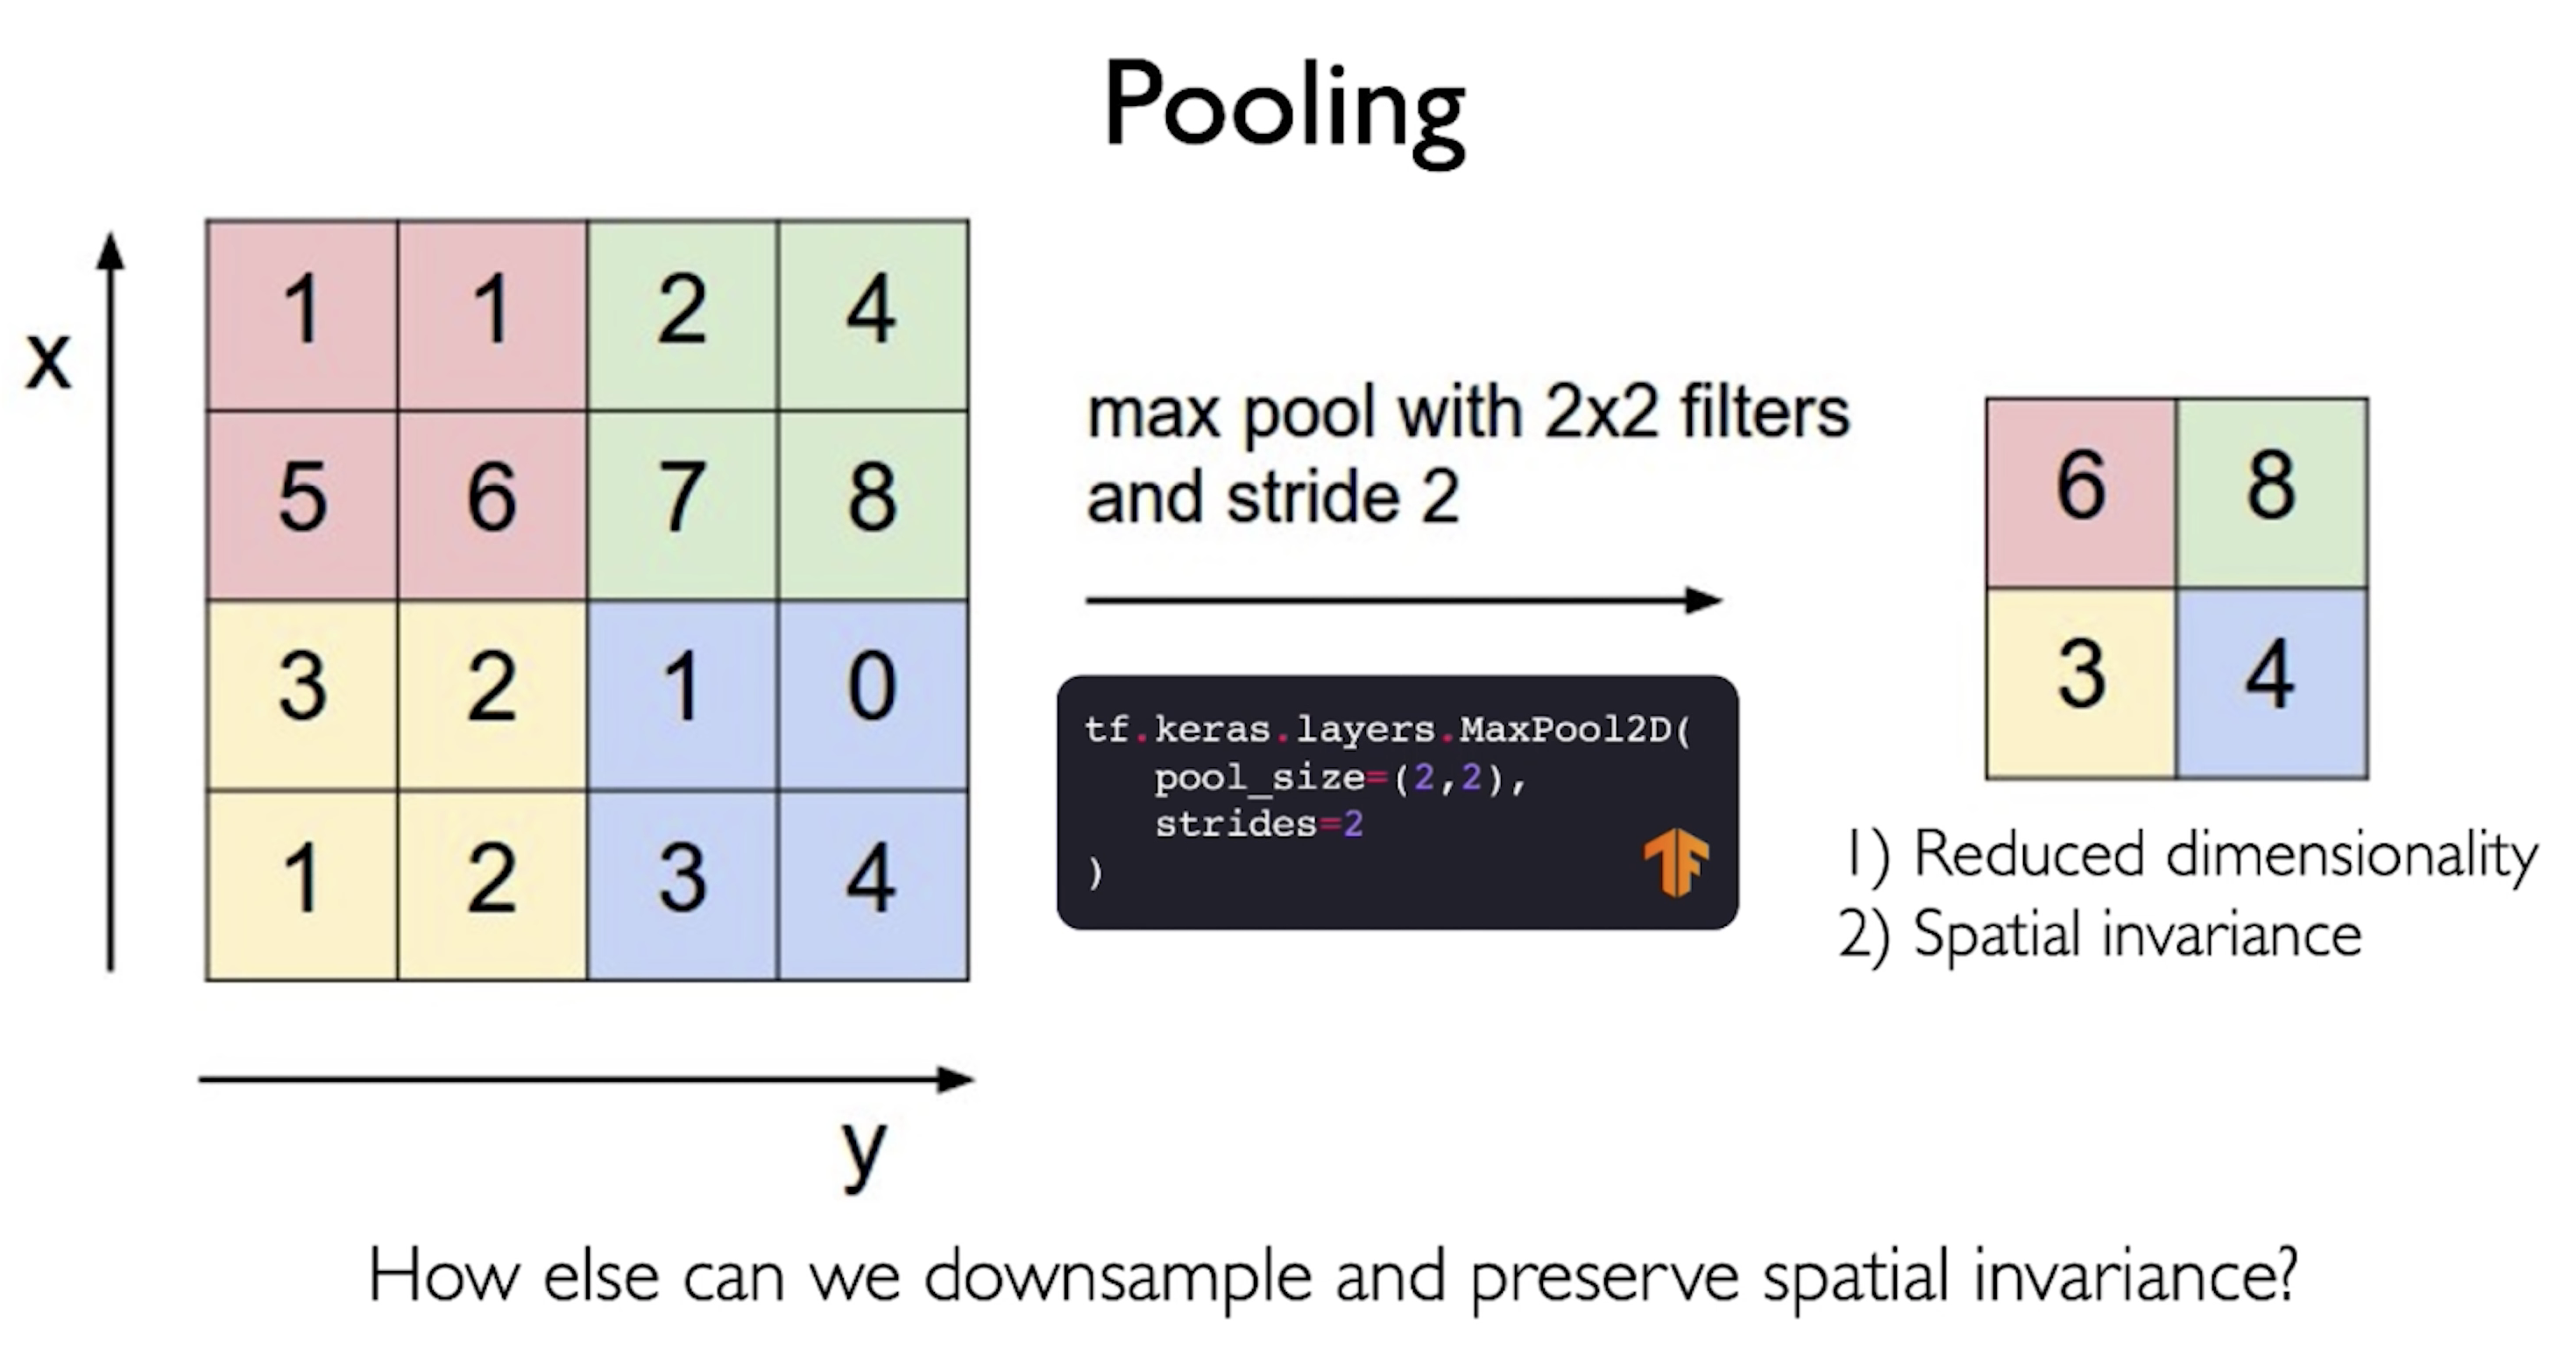 Pooling
x
1 1 2 4
5 6 7 8
3 2 1 0
1 2 3 4
y
max pool with 2x2 filters
and stride 2
tf.keras.layers.MaxPool2D(
pool_size=(2,2),
strides=2
)
6 8
3 4
1) Reduced dimensionality
2) Spatial invariance
How else can we downsample and preserve spatial invariance?